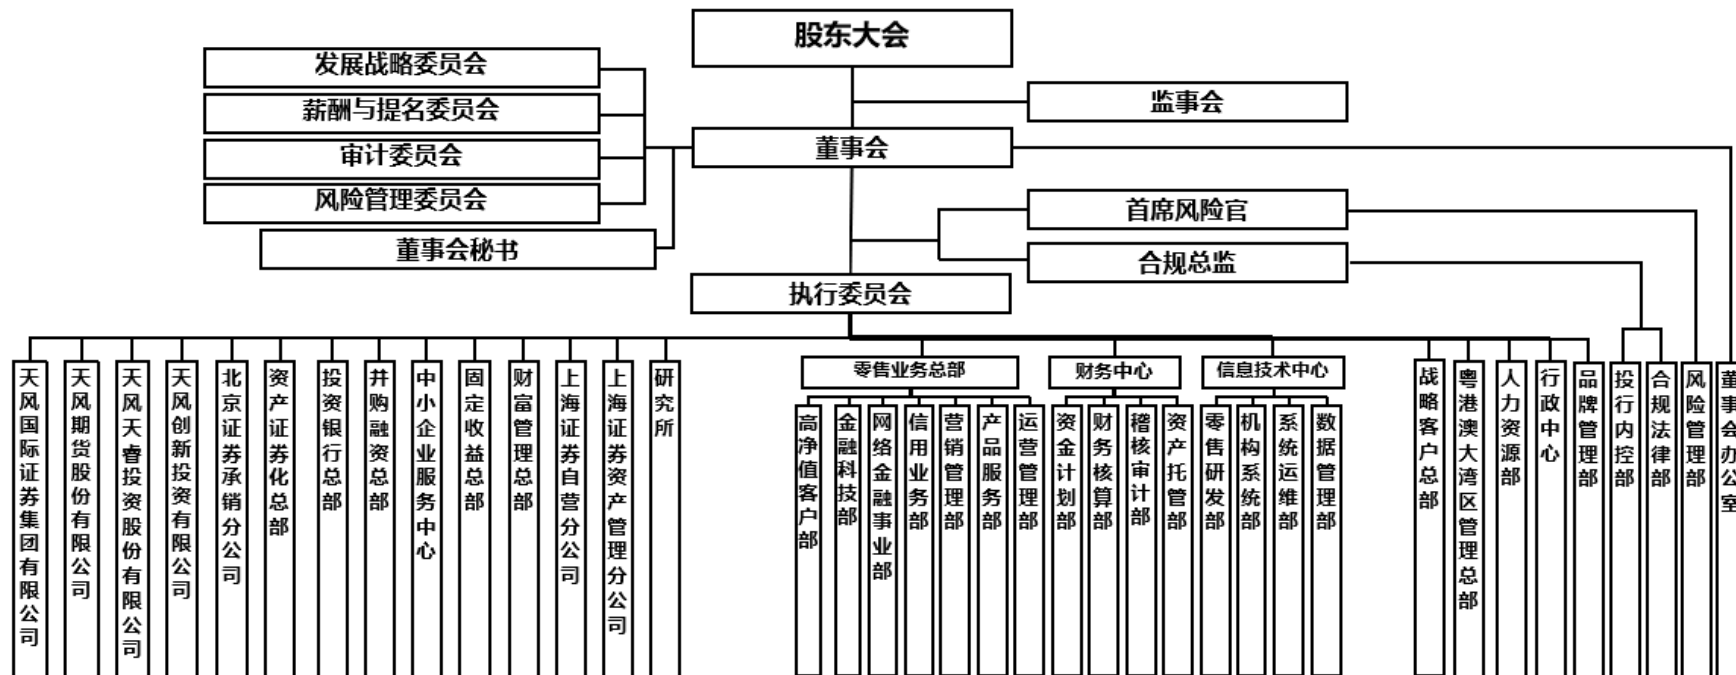 股东大会
发展战略委员会
薪酬与提名委员会
监事会
审计委员会
董事会
风险管理委员会
首席风险官
董事会秘书
合规总监
执行委员会
零售业务总部
财务中心
信息技术中心
天风国际证券集团有限公司
天风期货股份有限公司
天风天睿投资股份有限公司
天风创新投资有限公司
北京证券承销分公司
资产证券化总部
投资银行总部
并购融资总部
中小企业服务中心
固定收益总部
财富管理总部
上海证券自营分公司
上海证券资产管理分公司
研究所
高净值客户部
金融科技部
网络金融事业部
信用业务部
营销管理部
产品服务部
运营管理部
资金计划部
财务核算部
稽核审计部
资产托管部
零售研发部
机构系统部
系统运维部
数据管理部
战略客户总部
粤港澳大湾区管理总部
人力资源部
行政中心
品牌管理部
投行内控部
合规法律部
风险管理部
董事会办公室